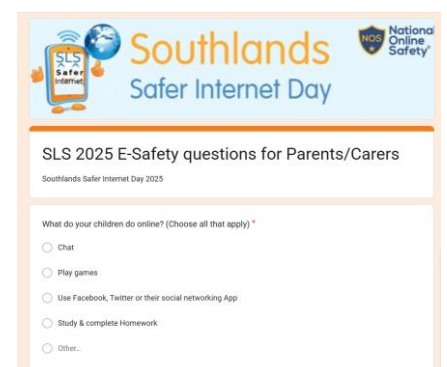 SLS
Safer
Internet
Southlands
Safer Internet Day
NOS
National
Online
Safety
SLS 2025 E-Safety questions for Parents/Carers
Southlands Safer Internet Day 2025
What do your children do online? (Choose all that apply) *
Chat
Play games
Use Facebook, Twitter or their social networking App
Study & complete Homework
Other...